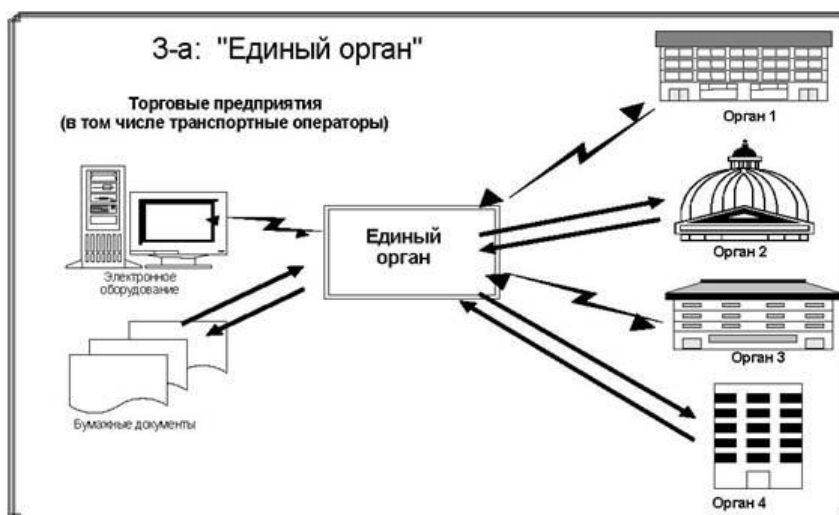 3-а: "Единый орган"
Торговые предприятия
(в том числе транспортные операторы)
Электронное
оборудование
Бумажные документы
Единый
орган
Орган 1
Орган 2
Орган 3
Орган 4